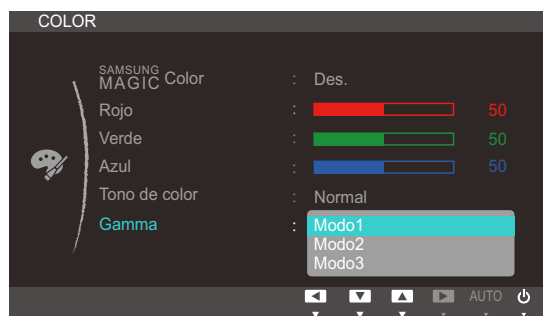 COLOR
SAMSUNG MAGIC Color : Des.
Rojo : 50
Verde : 50
Azul : 50
Tono de color : Normal
Gamma : Modo1
Modo2
Modo3
AUTO